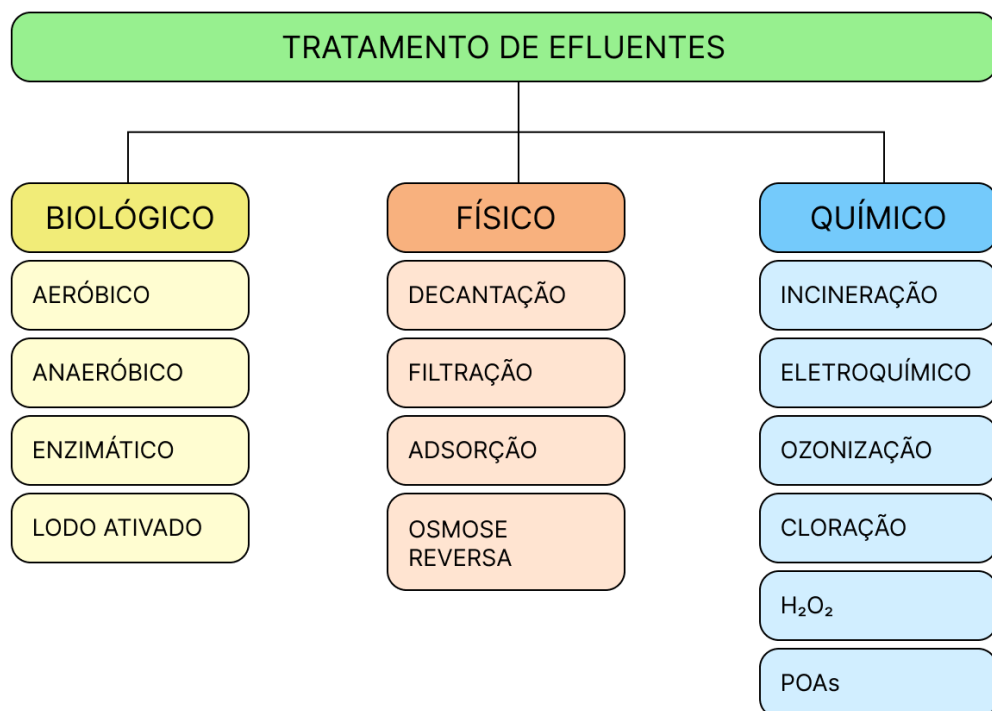 TRATAMENTO DE EFLUENTES
BIOLÓGICO
AERÓBICO
ANAERÓBICO
ENZIMÁTICO
LODO ATIVADO
FÍSICO
DECANTAÇÃO
FILTRAÇÃO
ADSORÇÃO
OSMOSE
REVERSA
QUÍMICO
INCINERAÇÃO
ELETROQUÍMICO
OZONIZAÇÃO
CLORAÇÃO
H₂O₂
POAs